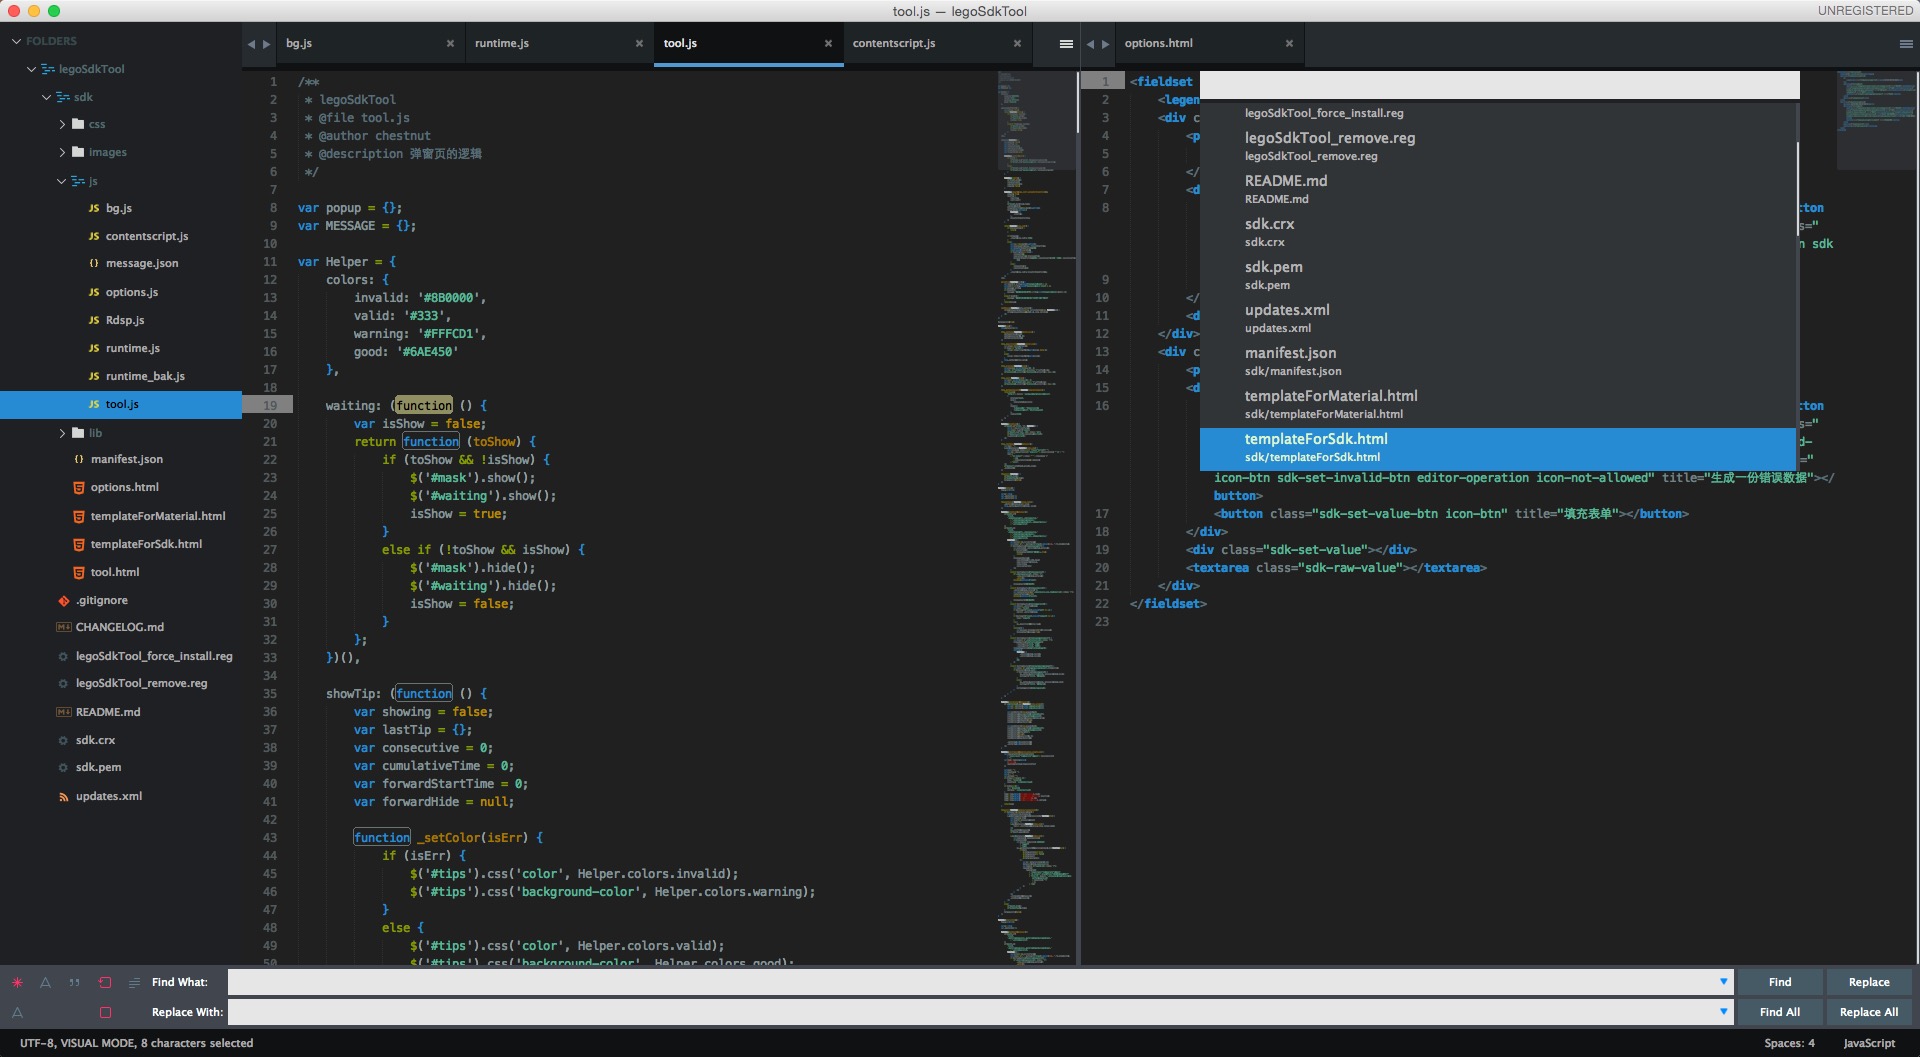 tool.js — legoSdkTool
UNREGISTERED
FOLDERS
legoSdkTool
sdk
css
images
js
JS bg.js
JS contentscript.js
{} message.json
JS options.js
JS Rdsp.js
JS runtime.js
JS runtime_bak.js
JS tool.js
lib
{} manifest.json
options.html
templateForMaterial.html
templateForSdk.html
tool.html
.gitignore
CHANGELOG.md
legoSdkTool_force_install.reg
legoSdkTool_remove.reg
README.md
sdk.crx
sdk.pem
updates.xml
bg.js
runtime.js
tool.js
contentscript.js
1 /**
2 * legoSdkTool
3 * @file tool.js
4 * @author chestnut
5 * @description 弹窗页的逻辑
6 */
7
8 var popup = {};
9 var MESSAGE = {};
10
11 var Helper = {
12 colors: {
13 invalid: '#8B0000',
14 valid: '#333',
15 warning: '#FFFCD1',
16 good: '#6AE450'
17 },
18
19 waiting: (function () {
20 var isShow = false;
21 return function (toShow) {
22 if (toShow && !isShow) {
23 $('#mask').show();
24 $('#waiting').show();
25 isShow = true;
26 }
27 else if (!toShow && isShow) {
28 $('#mask').hide();
29 $('#waiting').hide();
30 isShow = false;
31 }
32 };
33 })(),
34
35 showTip: (function () {
36 var showing = false;
37 var lastTip = {};
38 var consecutive = 0;
39 var cumulativeTime = 0;
40 var forwardStartTime = 0;
41 var forwardHide = null;
42
43 function _setColor(isErr) {
44 if (isErr) {
45 $('#tips').css('color', Helper.colors.invalid);
46 $('#tips').css('background-color', Helper.colors.warning);
47 }
48 else {
49 $('#tips').css('color', Helper.colors.valid);
50 $('#tips').css('background-color', Helper.colors.good);
options.html
1 <fieldset
2 <legen
3 <div c
4 <p
5
6 </
7 <d
8
tton
s="
n sdk
9
10 </
11 <d
12 </div>
13 <div c
14 <p
15 <d
16
tton
s="
d-
="
icon-btn sdk-set-invalid-btn editor-operation icon-not-allowed" title="生成一份错误数据"></
button>
17 <button class="sdk-set-value-btn icon-btn" title="填充表单"></button>
18 </div>
19 <div class="sdk-set-value"></div>
20 <textarea class="sdk-raw-value"></textarea>
21 </div>
22 </fieldset>
23
legoSdkTool_force_install.reg
legoSdkTool_remove.reg
legoSdkTool_remove.reg
README.md
README.md
sdk.crx
sdk.crx
sdk.pem
sdk.pem
updates.xml
updates.xml
manifest.json
sdk/manifest.json
templateForMaterial.html
sdk/templateForMaterial.html
templateForSdk.html
sdk/templateForSdk.html
Find What:
Find
Replace
Replace With:
Find All
Replace All
UTF-8, VISUAL MODE, 8 characters selected
Spaces: 4
JavaScript